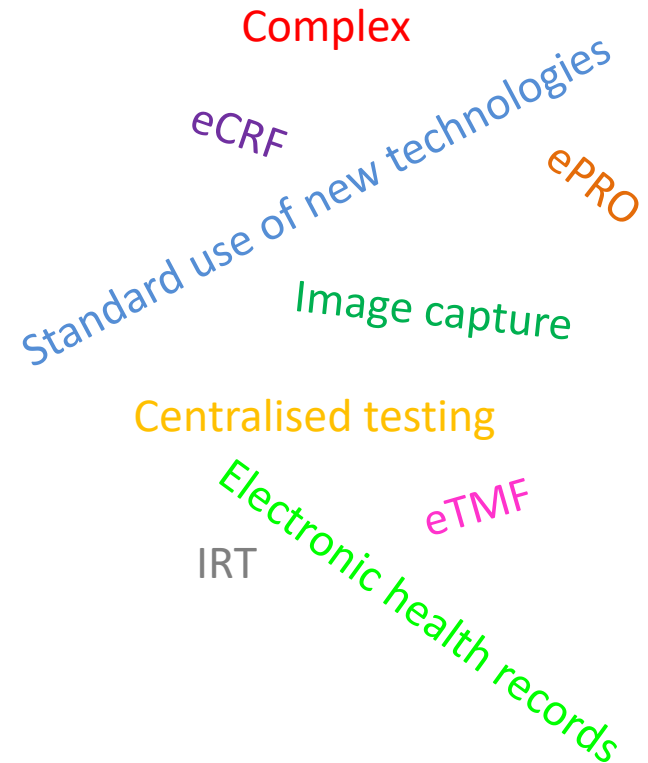 Complex
eCRF
Standard use of new technologies
ePRO
Image capture
Centralised testing
Electronic health records
eTMF
IRT